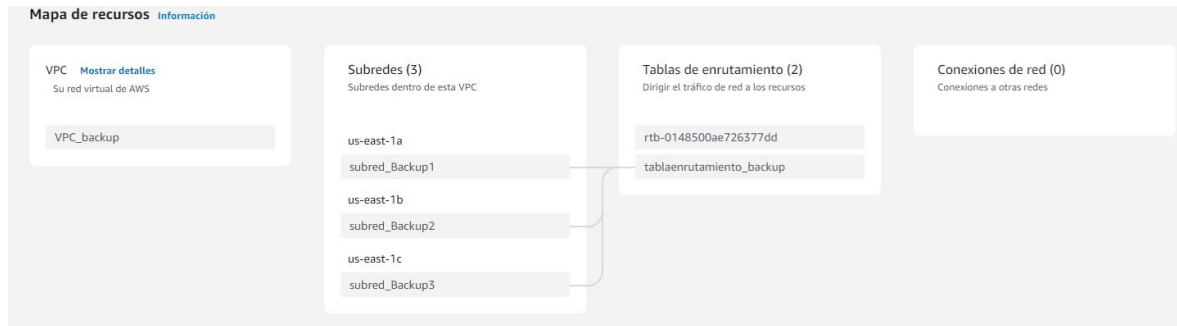 Mapa de recursos Información
VPC Mostrar detalles
Su red virtual de AWS
VPC_backup
Subredes (3)
Subredes dentro de esta VPC
us-east-1a
subred_Backup1
us-east-1b
subred_Backup2
us-east-1c
subred_Backup3
Tablas de enrutamiento (2)
Dirigir el tráfico de red a los recursos
rtb-0148500ae726377dd
tablaenrutamiento_backup
Conexiones de red (0)
Conexiones a otras redes